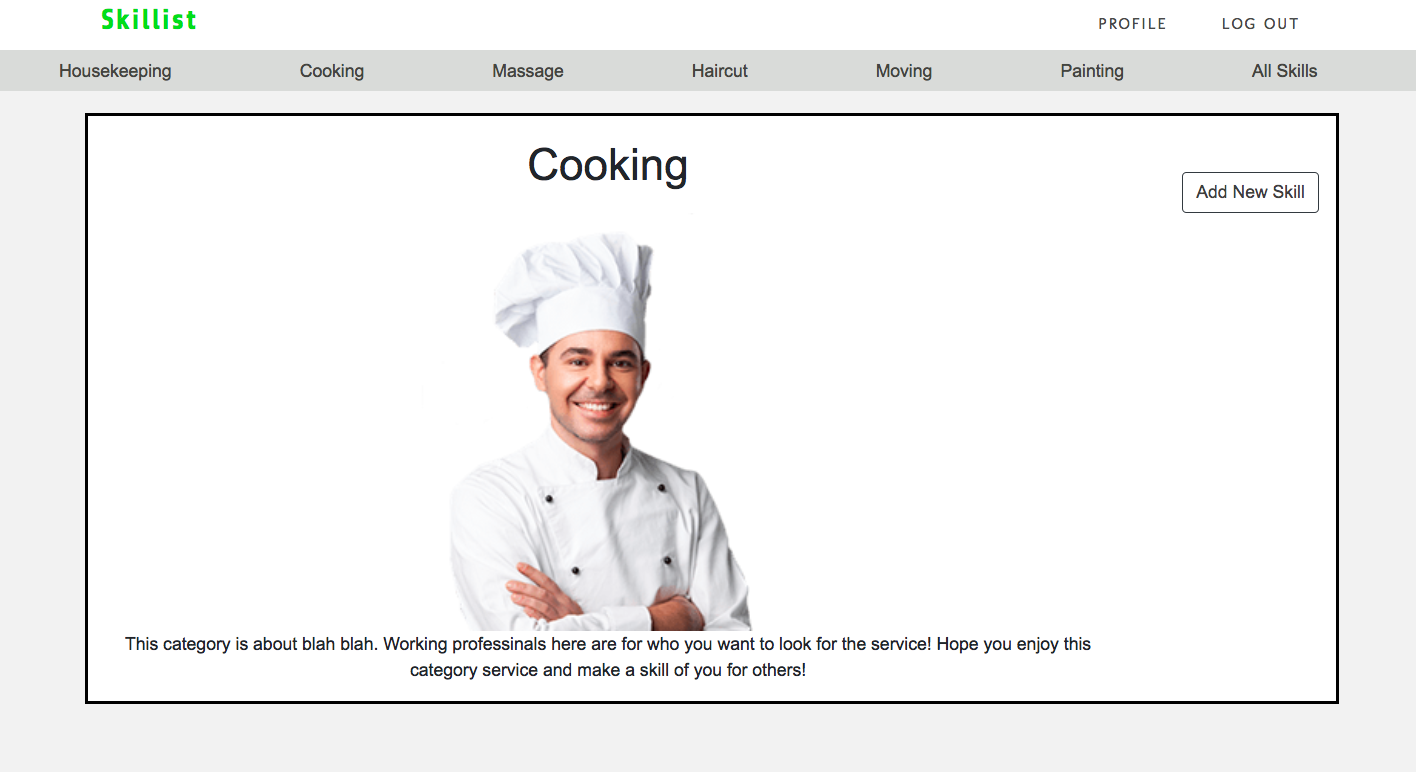 Skillist
PROFILE
LOG OUT
Housekeeping
Cooking
Massage
Haircut
Moving
Painting
All Skills
Cooking
Add New Skill
This category is about blah blah. Working professinals here are for who you want to look for the service! Hope you enjoy this
category service and make a skill of you for others!